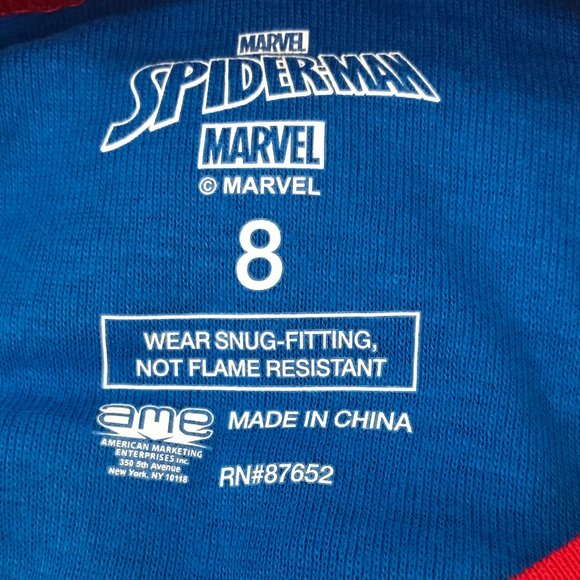 MARVEL
SPIDER-MAN
MARVEL
© MARVEL
8
WEAR SNUG-FITTING,
NOT FLAME RESISTANT
ame
AMERICAN MARKETING
ENTERPRISES INC.
350 5th Avenue
New York, NY 10118
MADE IN CHINA
RN#87652